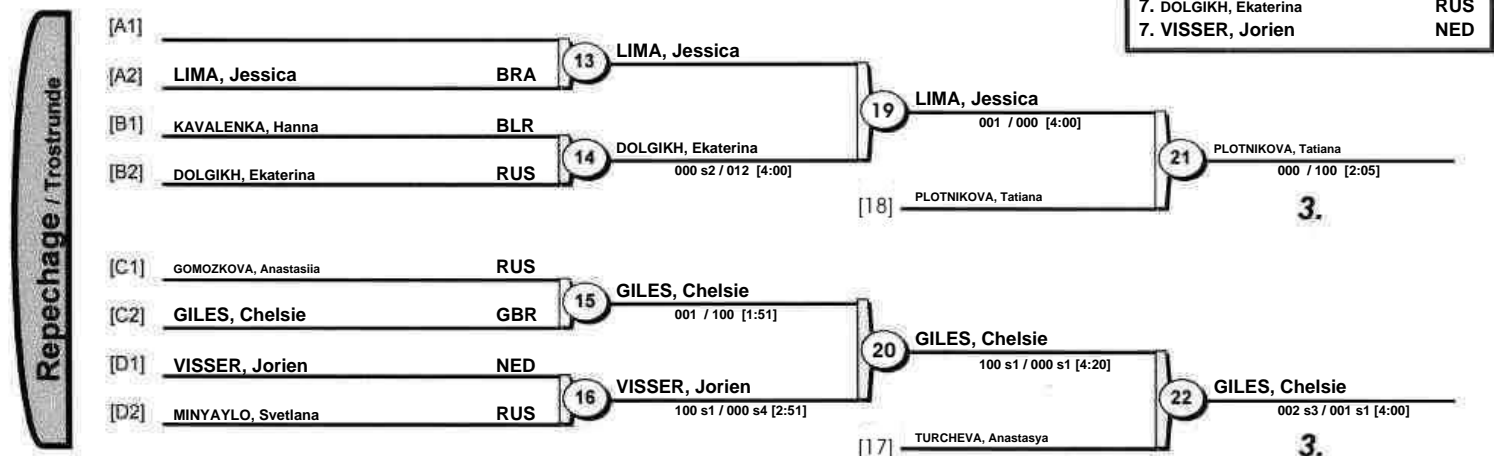 7. DOLGIKH, Ekaterina RUS
7. VISSER, Jorien NED
Repechage / Trostrunde
[A1]
[A2] LIMA, Jessica BRA
13 LIMA, Jessica
[B1] KAVALENKA, Hanna BLR
[B2] DOLGIKH, Ekaterina RUS
14 DOLGIKH, Ekaterina
000 s2 / 012 [4:00]
19 LIMA, Jessica
001 / 000 [4:00]
[18] PLOTNIKOVA, Tatiana
21 PLOTNIKOVA, Tatiana
000 / 100 [2:05]
3.
[C1] GOMOZKOVA, Anastasiia RUS
[C2] GILES, Chelsie GBR
15 GILES, Chelsie
001 / 100 [1:51]
[D1] VISSER, Jorien NED
[D2] MINYAYLO, Svetlana RUS
16 VISSER, Jorien
100 s1 / 000 s4 [2:51]
20 GILES, Chelsie
100 s1 / 000 s1 [4:20]
[17] TURCHEVA, Anastasya
22 GILES, Chelsie
002 s3 / 001 s1 [4:00]
3.